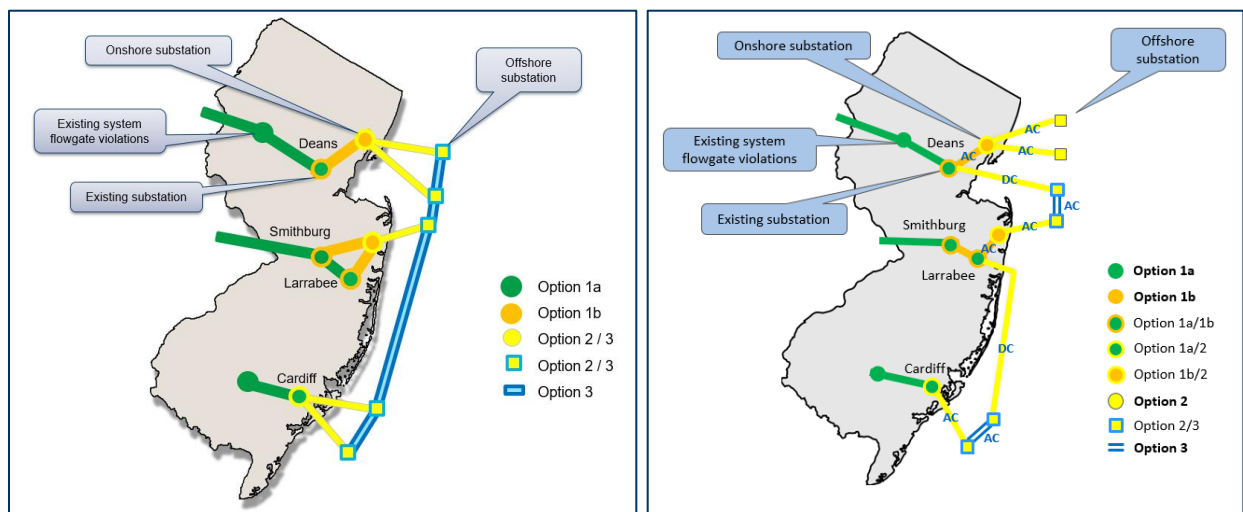 Onshore substation
Offshore
substation
Existing system
flowgate violations
Deans
Existing substation
Smithburg
Larrabee
Cardiff
Option 1a
Option 1b
Option 2 / 3
Option 2 / 3
Option 3
Onshore substation
Offshore
substation
AC
Existing system
flowgate violations
Deans
AC
AC
DC
Existing substation
AC
Smithburg
AC
AC
Larrabee
DC
Cardiff
AC
AC
Option 1a
Option 1b
Option 1a/1b
Option 1a/2
Option 1b/2
Option 2
Option 2/3
Option 3